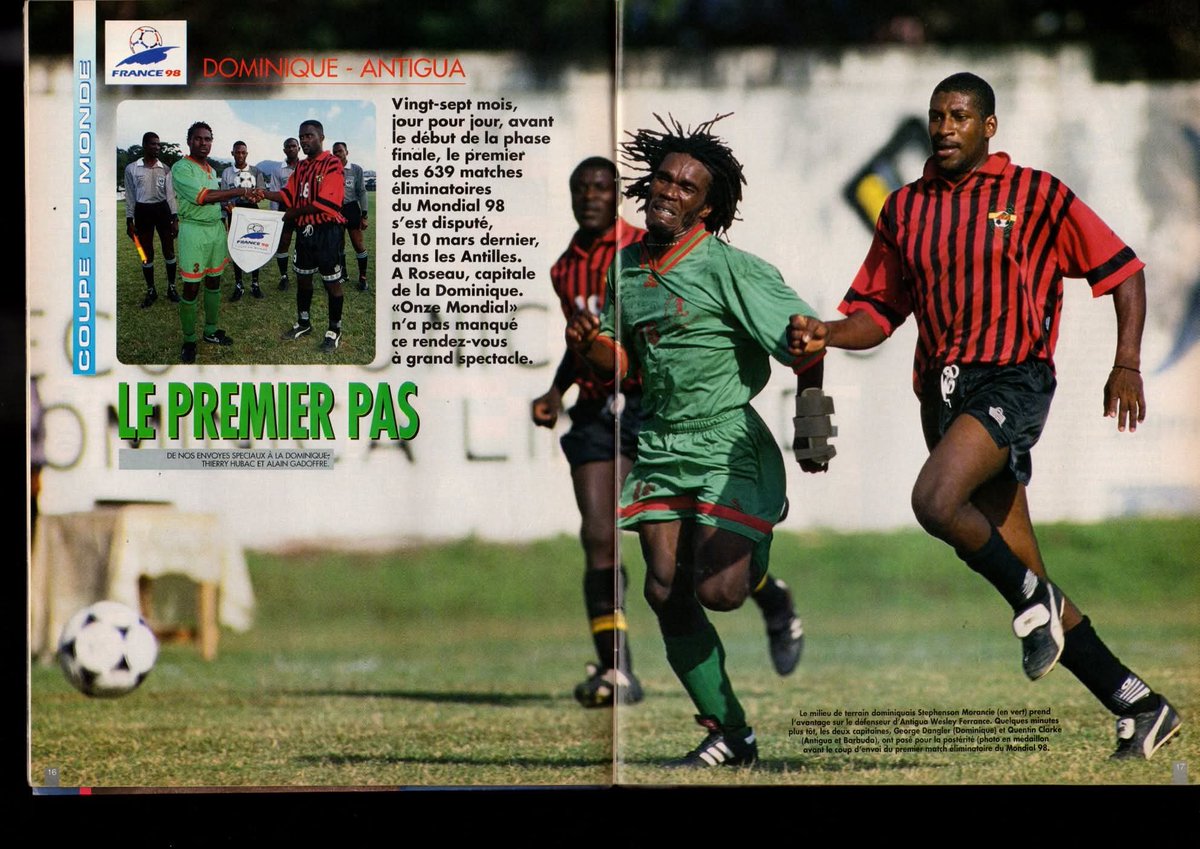 COUPE DU MONDE
FRANCE 98
DOMINIQUE - ANTIGUA
Vingt-sept mois,
jour pour jour, avant
le début de la phase
finale, le premier
des 639 matches
éliminatoires
du Mondial 98
s'est disputé,
le 10 mars dernier,
dans les Antilles.
A Roseau, capitale
de la Dominique.
«Onze Mondial»
n'a pas manqué
ce rendez-vous
à grand spectacle.
FRANCE 98
LE PREMIER PAS
DE NOS ENVOYES SPECIAUX À LA DOMINIQUE,
THIERRY HUBAC ET ALAIN GADOFFRE.
Le milieu de terrain dominiquais Stephenson Morancie (en vert) prend
l'avantage sur le défenseur d'Antigua Wesley Ferrance. Quelques minutes
plus tôt, les deux capitaines, George Dangler (Dominique) et Quentin Clarke
(Antigua et Barbuda), ont posé pour la postérité (photo en médaillon
avant le coup d'envoi du premier match éliminatoire du Mondial 98.
16
17